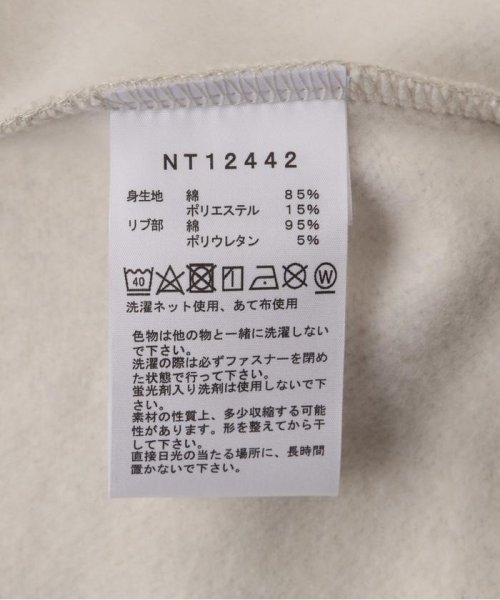 NT12442
身生地 綿 85%
ポリエステル 15%
リブ部 綿 95%
ポリウレタン 5%
40 W
洗濯ネット使用、あて布使用
色物は他の物と一緒に洗濯しない
で下さい。
洗濯の際は必ずファスナーを閉め
た状態で行って下さい。
蛍光剤入り洗剤は使用しないで下
さい。
素材の性質上、多少収縮する可能
性があります。形を整えてから干
して下さい。
直接日光の当たる場所に、長時間
置かないで下さい。